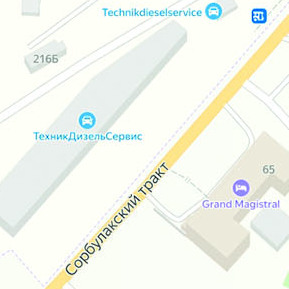 Technikdieselservice
216Б
ТехникДизельСервис
65
Grand Magistral
Сорбулакский тракт